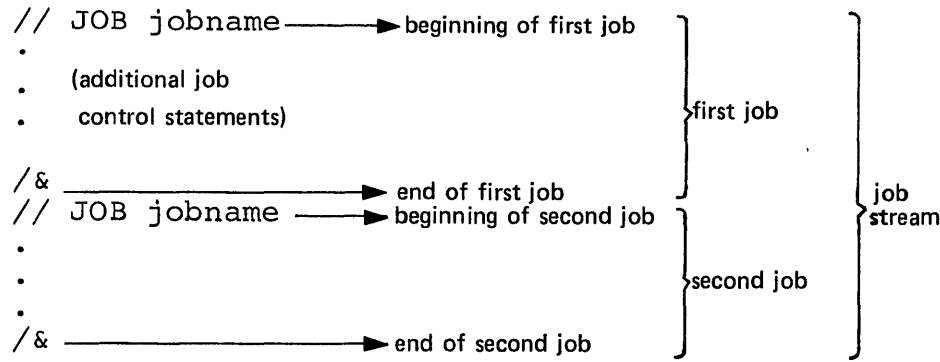 // JOB jobname beginning of first job
.
. (additional job
. control statements) first job
/& end of first job
// JOB jobname beginning of second job
job
stream
.
. second job
.
/& end of second job